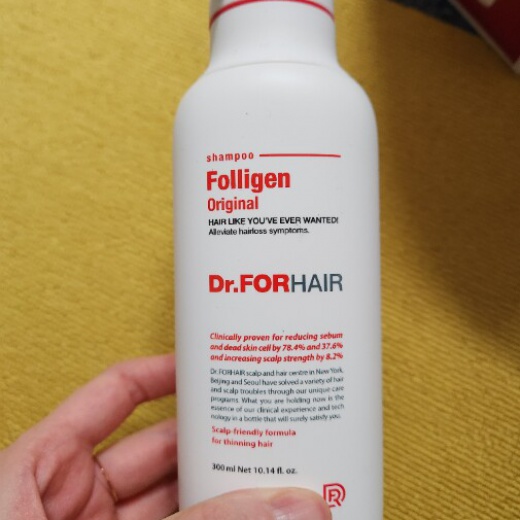 shampoo
Folligen
Original
HAIR LIKE YOU'VE EVER WANTED!
Alleviate hairloss symptoms.
Dr.FORHAIR
Clinically proven for reducing sebum
and dead skin cell by 78.4% and 37.6%
and increasing scalp strength by 8.2%
Dr.FORHAIR scalp and hair centre in New York,
Beijing and Seoul have solved a variety of hair
and scalp troubles through our unique care
programs. What you are holding now is the
essence of our clinical experience and tech
nology in a bottle that will surely satisfy you.
Scalp-friendly formula
for thinning hair
300 ml Net 10.14 fl. oz.